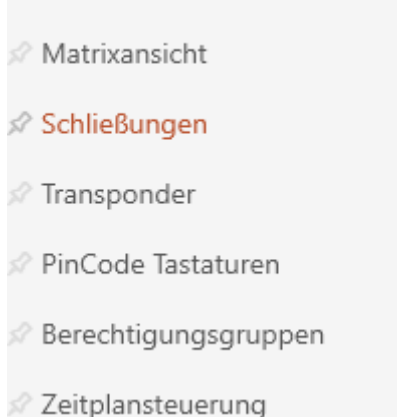 Matrixansicht
Schließungen
Transponder
PinCode Tastaturen
Berechtigungsgruppen
Zeitplansteuerung